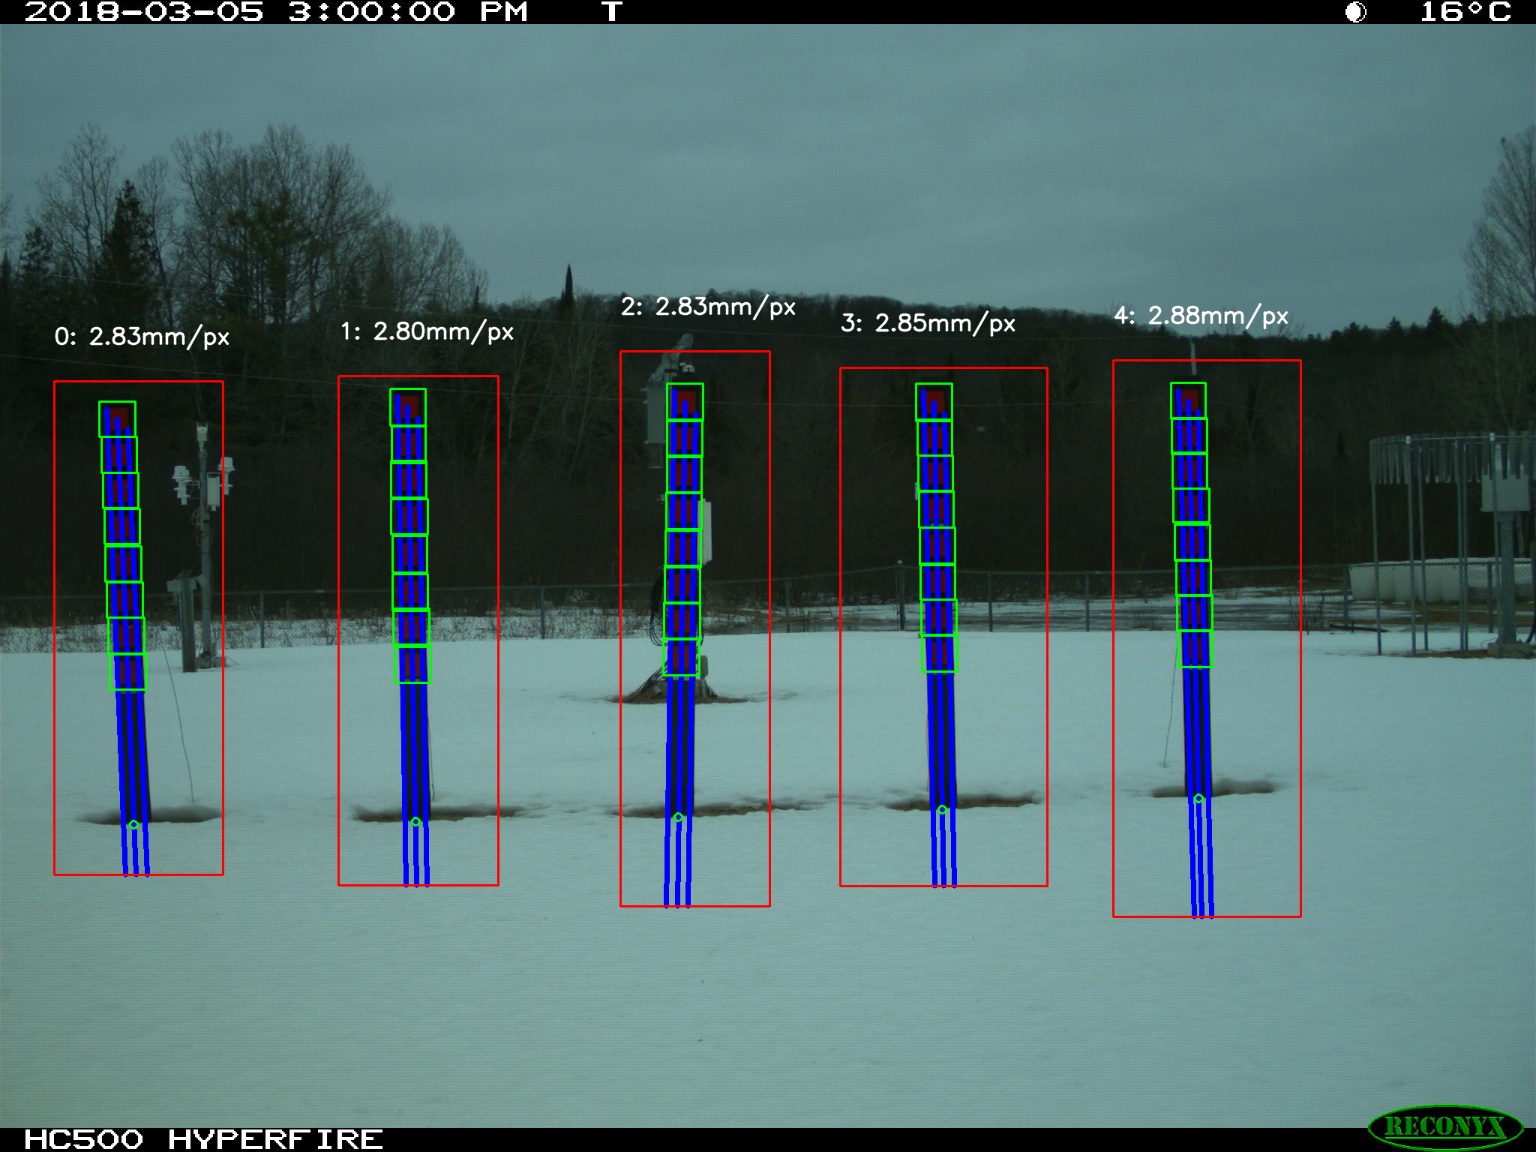 2018-03-05 3:00:00 PM T 16°C
0: 2.83mm/px
1: 2.80mm/px
2: 2.83mm/px
3: 2.85mm/px
4: 2.88mm/px
HC500 HYPERFIRE
RECONYX